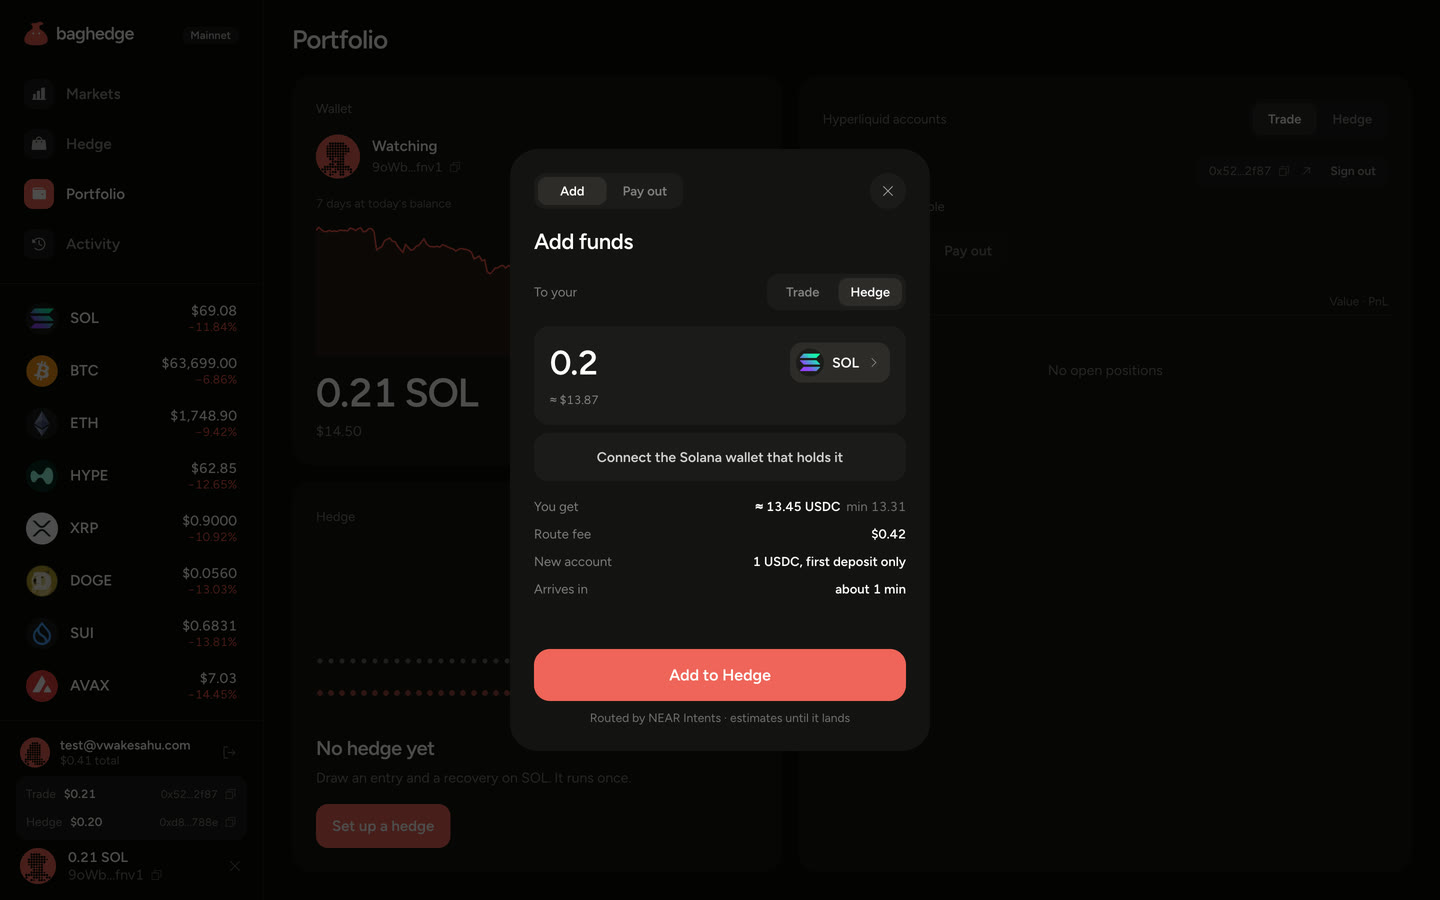 baghedge
Mainnet
Markets
Hedge
Portfolio
Activity
SOL
$69.08
−11.84%
BTC
$63,699.00
−6.86%
ETH
$1,748.90
−9.42%
HYPE
$62.85
−12.65%
XRP
$0.9000
−10.92%
DOGE
$0.0560
−13.03%
SUI
$0.6831
−13.81%
AVAX
$7.03
−14.45%
test@vwakesahu.com
$0.41 total
Trade $0.21 0x52...2f87
Hedge $0.20 0xd8...788e
0.21 SOL
9oWb...fnv1
Portfolio
Wallet
Watching
9oWb...fnv1
7 days at today's balance
0.21 SOL
$14.50
Hedge
No hedge yet
Draw an entry and a recovery on SOL. It runs once.
Set up a hedge
Hyperliquid accounts
Trade Hedge
0x52...2f87 Sign out
Pay out
Value · PnL
No open positions
Add Pay out
Add funds
To your
Trade Hedge
0.2
SOL
≈ $13.87
Connect the Solana wallet that holds it
You get ≈ 13.45 USDC min 13.31
Route fee $0.42
New account 1 USDC, first deposit only
Arrives in about 1 min
Add to Hedge
Routed by NEAR Intents · estimates until it lands